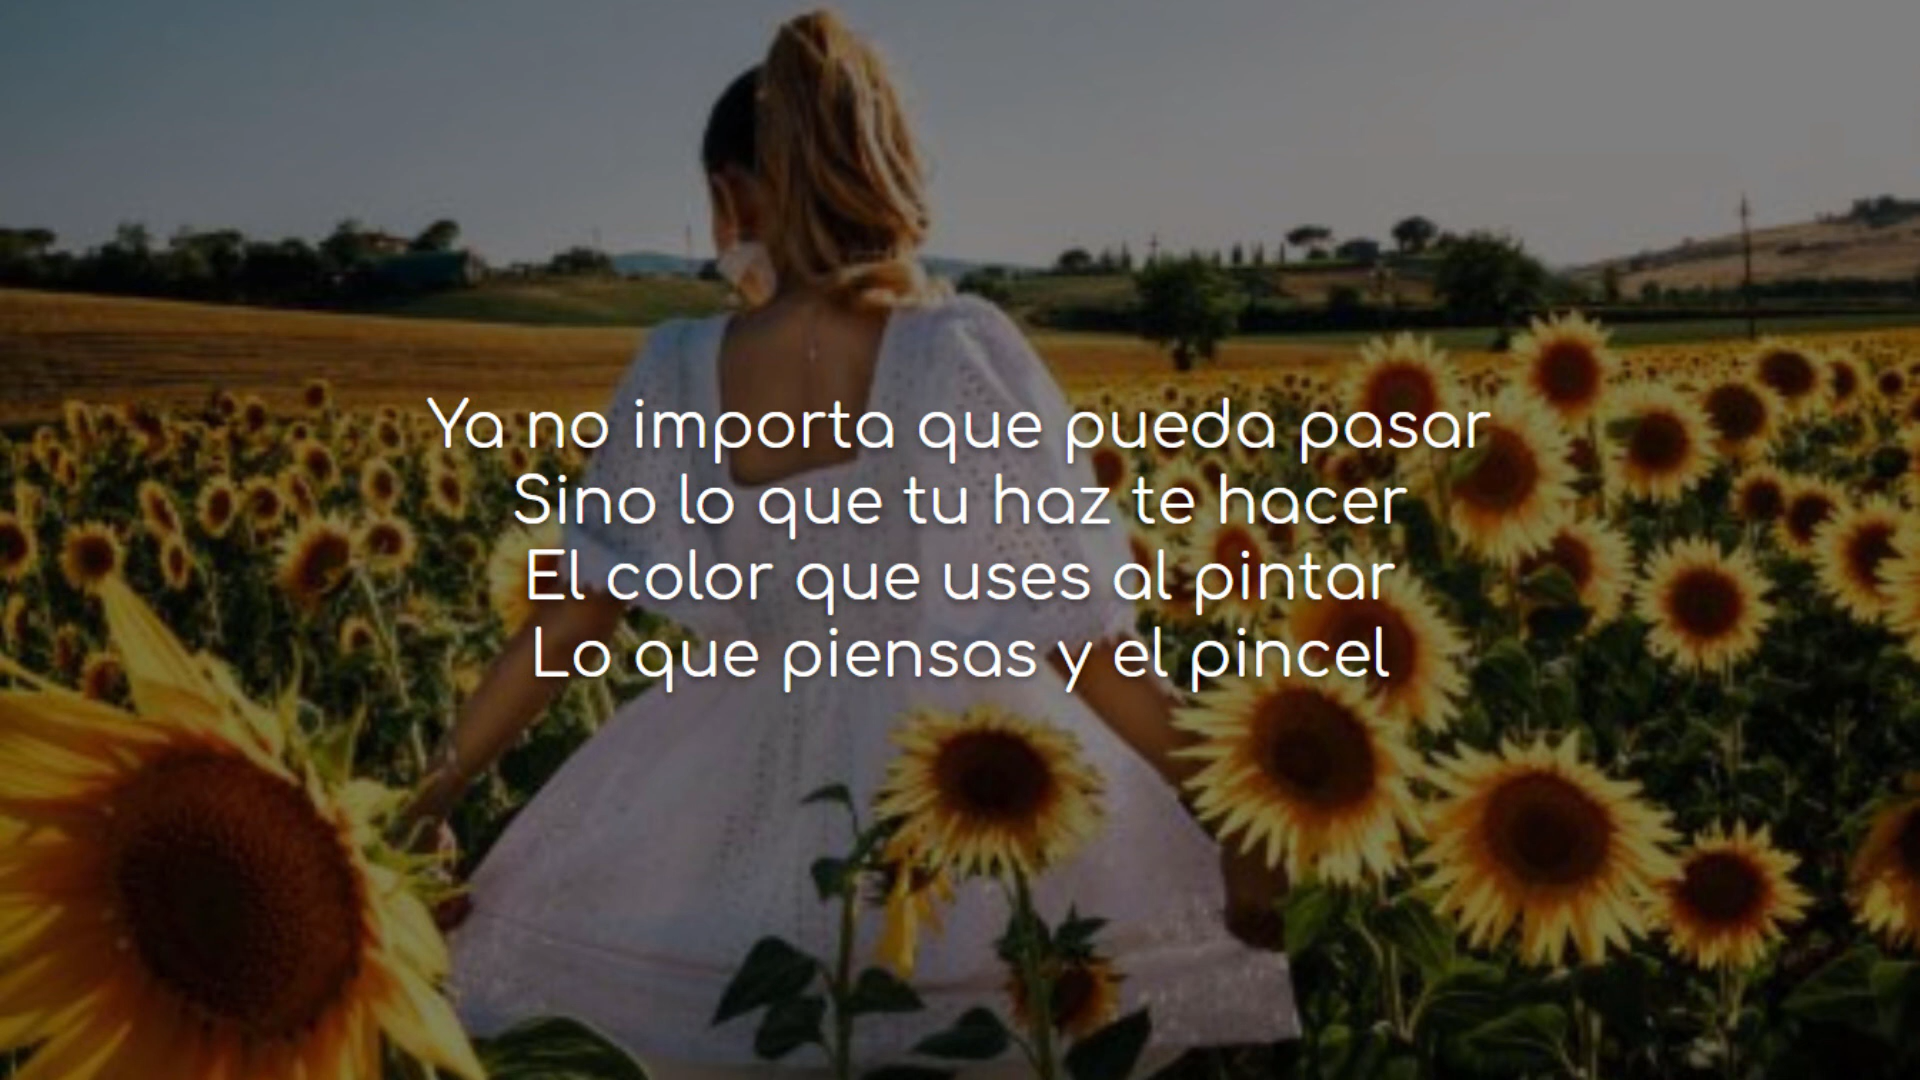 Ya no importa que pueda pasar
Sino lo que tu haz te hacer
El color que uses al pintar
Lo que piensas y el pincel